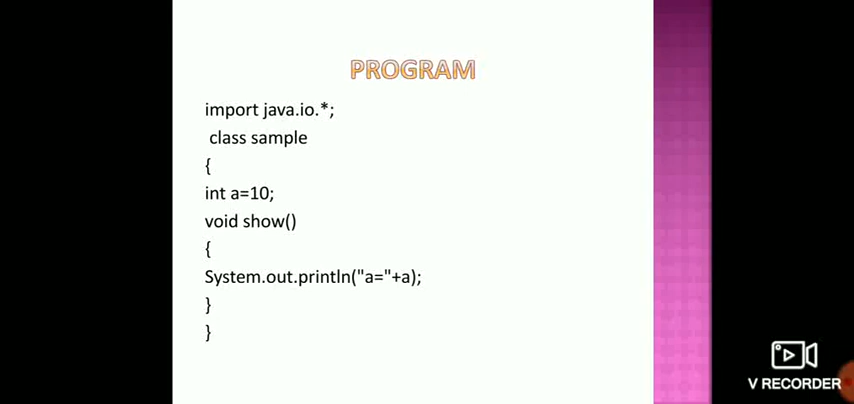 PROGRAM
import java.io.*;
class sample
{
int a=10;
void show()
{
System.out.println("a="+a);
}
}
V RECORDER